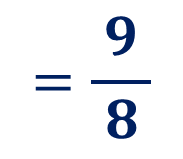 = 9/8